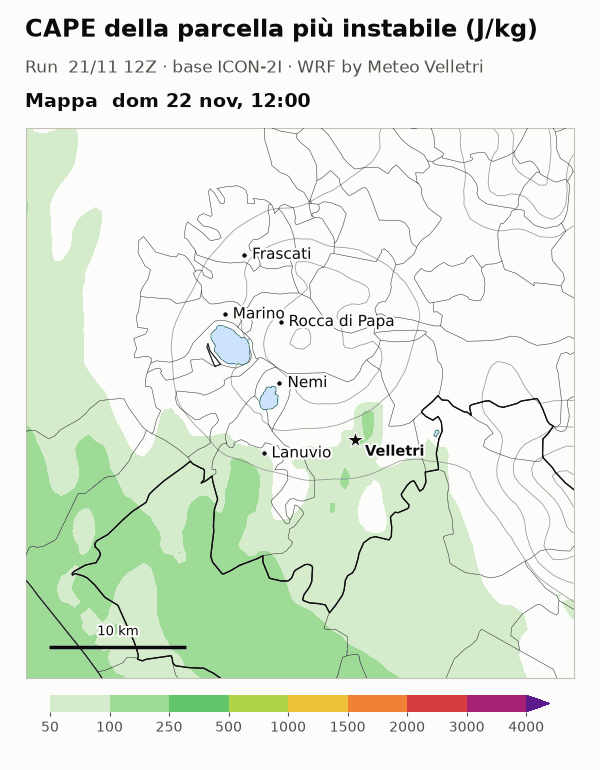 CAPE della parcella più instabile (J/kg)
Run 21/11 12Z · base ICON-2I · WRF by Meteo Velletri
Mappa dom 22 nov, 12:00
Frascati
Marino
Rocca di Papa
Nemi
Velletri
Lanuvio
10 km
50 100 250 500 1000 1500 2000 3000 4000